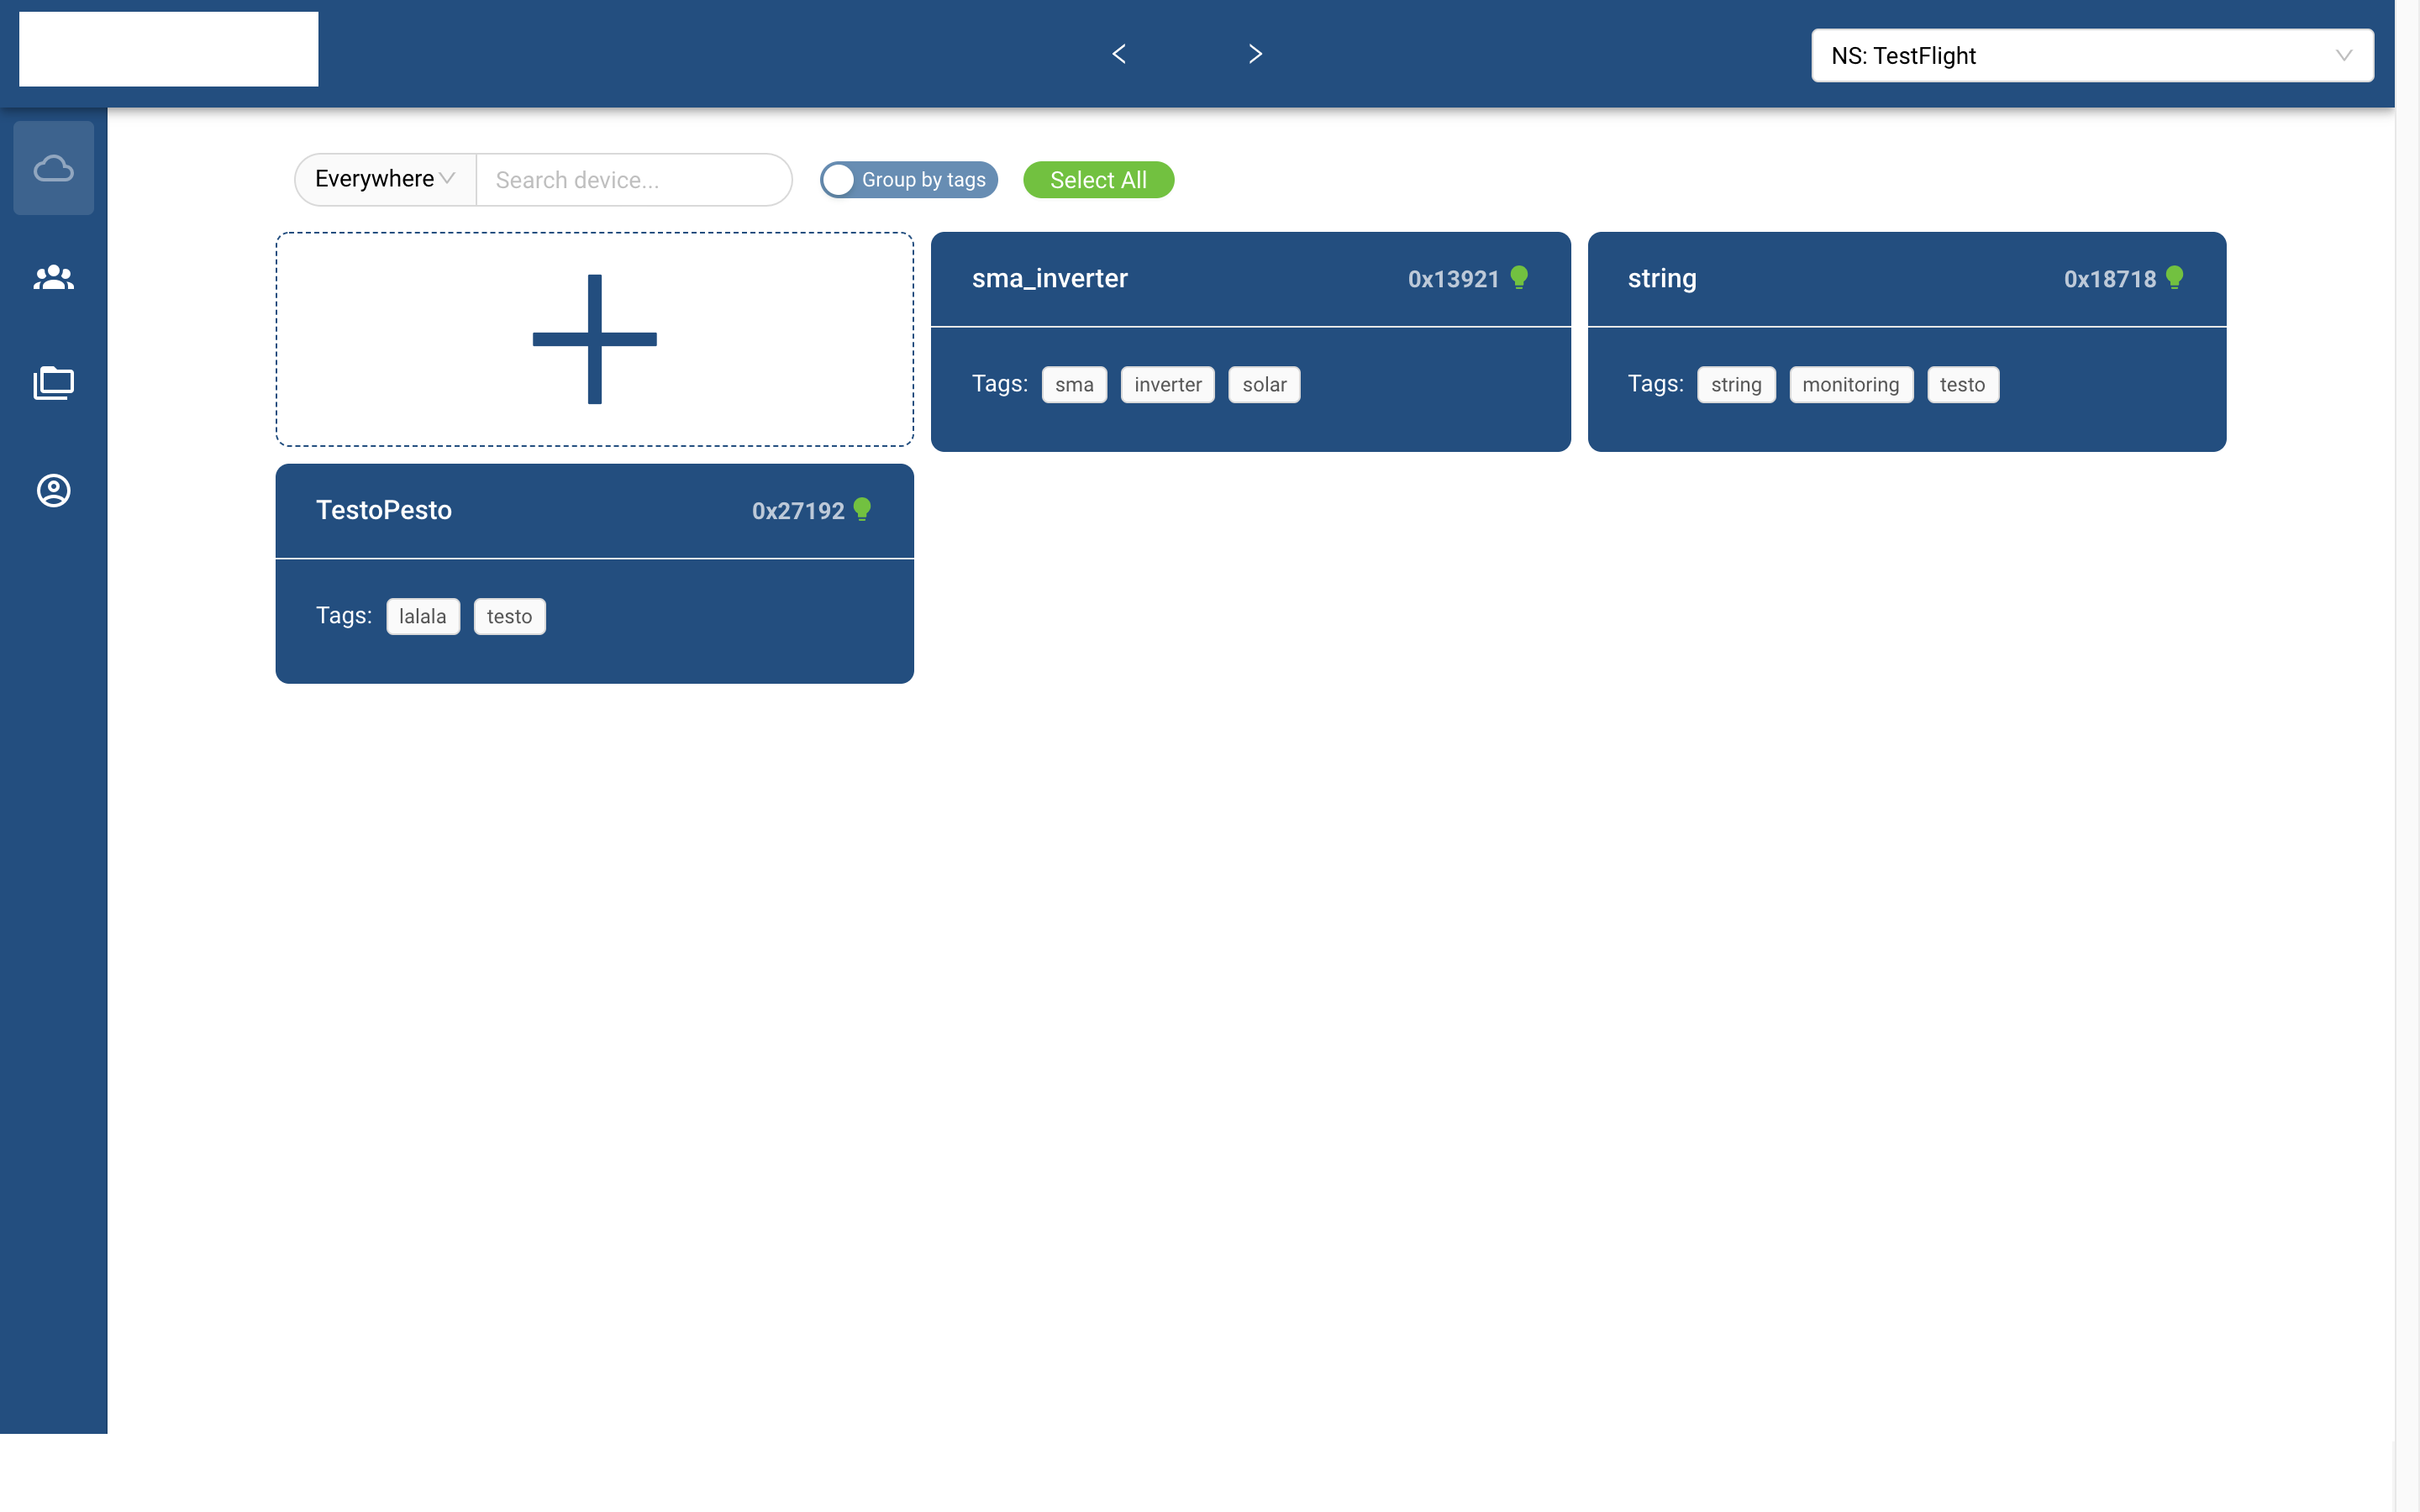 NS: TestFlight
Everywhere Search device... Group by tags Select All
sma_inverter 0x13921
Tags: sma inverter solar
string 0x18718
Tags: string monitoring testo
TestoPesto 0x27192
Tags: lalala testo